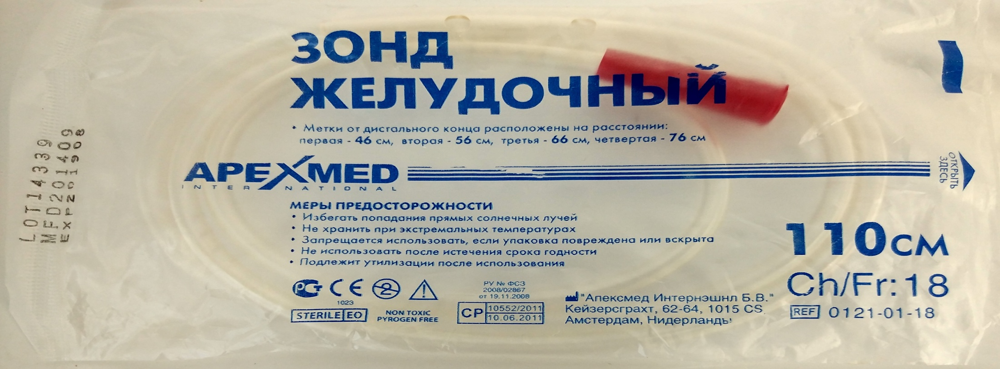 ЗОНД
ЖЕЛУДОЧНЫЙ
• Метки от дистального конца расположены на расстоянии:
первая - 46 см, вторая - 56 см, третья - 66 см, четвертая - 76 см
APEXMED
INTERNATIONAL
ОТКРЫТЬ
ЗДЕСЬ
МЕРЫ ПРЕДОСТОРОЖНОСТИ
• Избегать попадания прямых солнечных лучей
• Не хранить при экстремальных температурах
• Запрещается использовать, если упаковка повреждена или вскрыта
• Не использовать после истечения срока годности
• Подлежит утилизации после использования
110см
Ch/Fr:18
REF 0121-01-18
РСТ CE 2
1023
STERILE EO
NON TOXIC
PYROGEN FREE
РУ № ФСЗ
2008/02867
от 19.11.2008
СР 10552/2011
10.06.2011
"Апексмед Интернэшнл Б.В."
Кейзерсграхт, 62-64, 1015 CS
Амстердам, Нидерланды
LOT14339
MFD201409
EXP201908